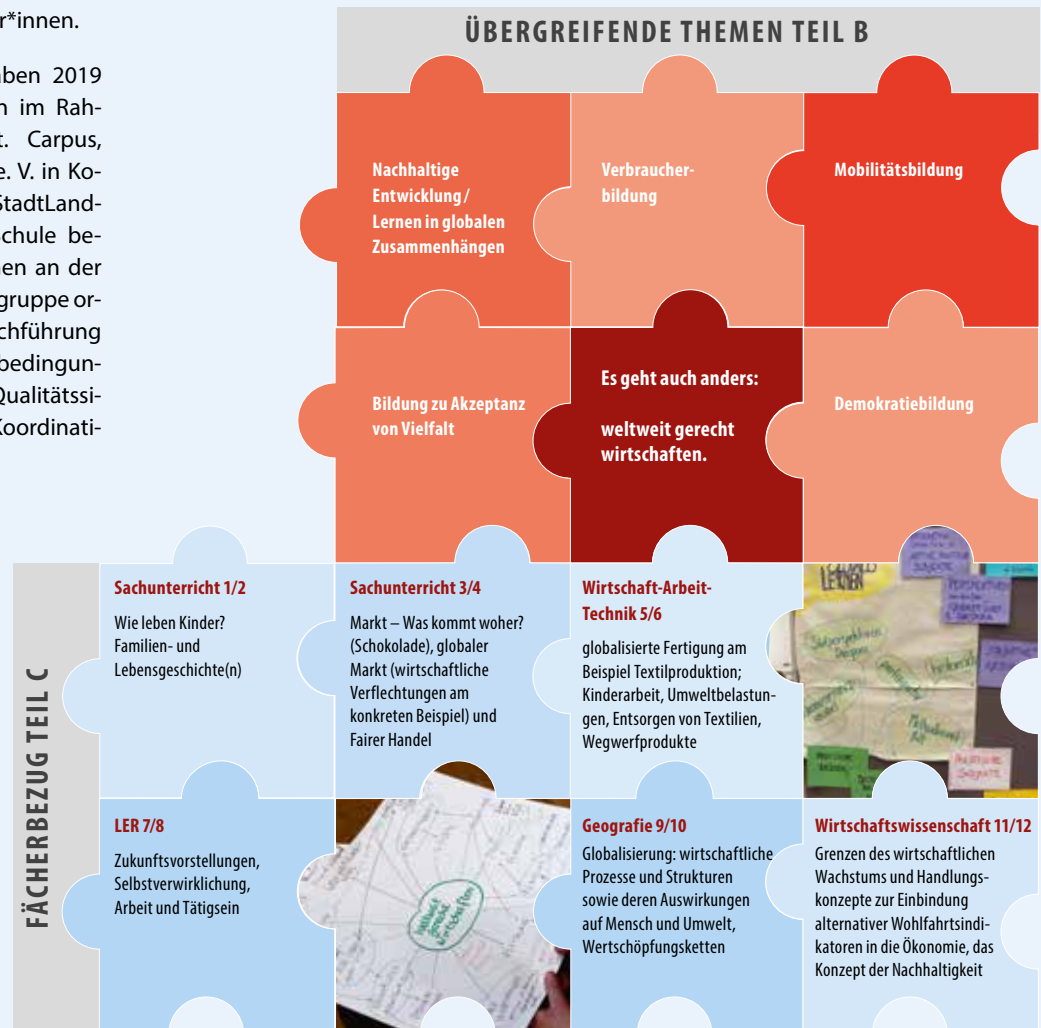 r*innen.
aben 2019
n im Rah-
t. Carpus,
e. V. in Ko-
StadtLand-
Schule be-
nen an der
gruppe or-
chführung
bedingun-
Qualitätssi-
Koordinati-
ÜBERGREIFENDE THEMEN TEIL B
Nachhaltige
Entwicklung /
Lernen in globalen
Zusammenhängen
Verbraucher-
bildung
Mobilitätsbildung
Bildung zu Akzeptanz
von Vielfalt
Es geht auch anders:
weltweit gerecht
wirtschaften.
Demokratiebildung
FÄCHERBEZUG TEIL C
Sachunterricht 1/2
Wie leben Kinder?
Familien- und
Lebensgeschichte(n)
Sachunterricht 3/4
Markt – Was kommt woher?
(Schokolade), globaler
Markt (wirtschaftliche
Verflechtungen am
konkreten Beispiel) und
Fairer Handel
Wirtschaft-Arbeit-
Technik 5/6
globalisierte Fertigung am
Beispiel Textilproduktion;
Kinderarbeit, Umweltbelastun-
gen, Entsorgen von Textilien,
Wegwerfprodukte
LERNEN
LER 7/8
Zukunftsvorstellungen,
Selbstverwirklichung,
Arbeit und Tätigsein
Geografie 9/10
Globalisierung: wirtschaftliche
Prozesse und Strukturen
sowie deren Auswirkungen
auf Mensch und Umwelt,
Wertschöpfungsketten
Wirtschaftswissenschaft 11/12
Grenzen des wirtschaftlichen
Wachstums und Handlungs-
konzepte zur Einbindung
alternativer Wohlfahrtsindi-
katoren in die Ökonomie, das
Konzept der Nachhaltigkeit